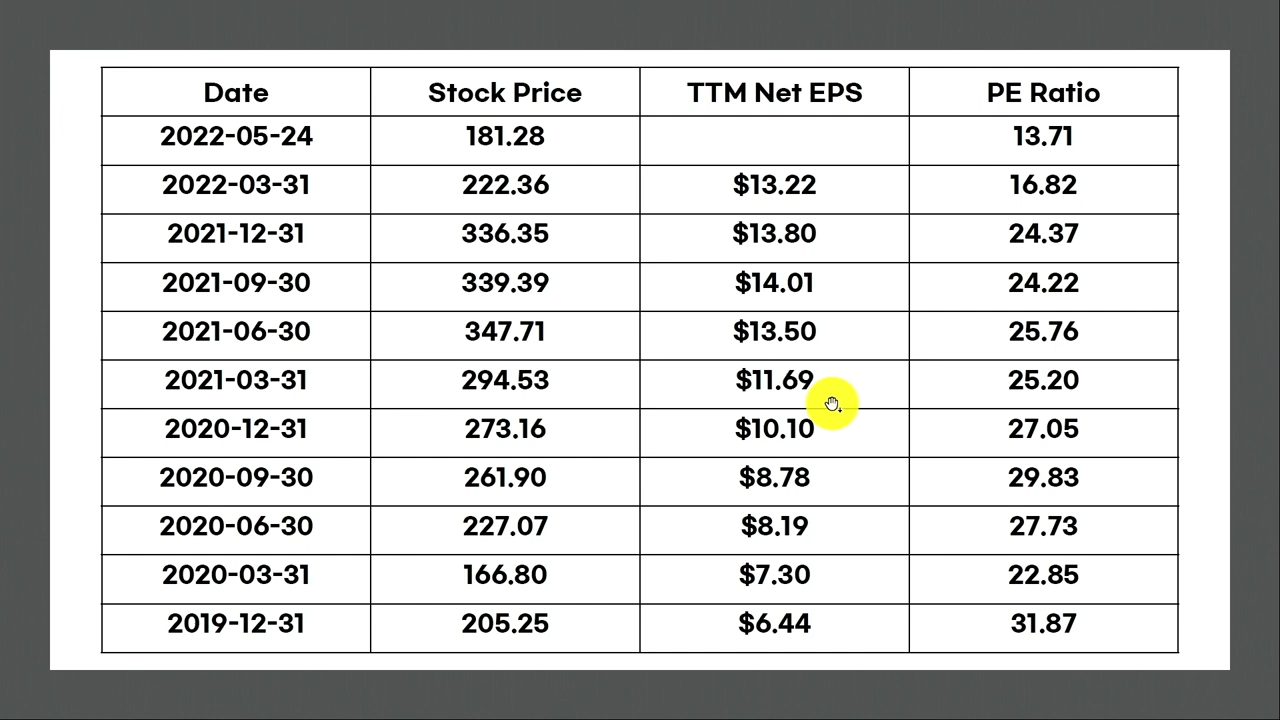 Date Stock Price TTM Net EPS PE Ratio
2022-05-24 181.28 13.71
2022-03-31 222.36 $13.22 16.82
2021-12-31 336.35 $13.80 24.37
2021-09-30 339.39 $14.01 24.22
2021-06-30 347.71 $13.50 25.76
2021-03-31 294.53 $11.69 25.20
2020-12-31 273.16 $10.10 27.05
2020-09-30 261.90 $8.78 29.83
2020-06-30 227.07 $8.19 27.73
2020-03-31 166.80 $7.30 22.85
2019-12-31 205.25 $6.44 31.87